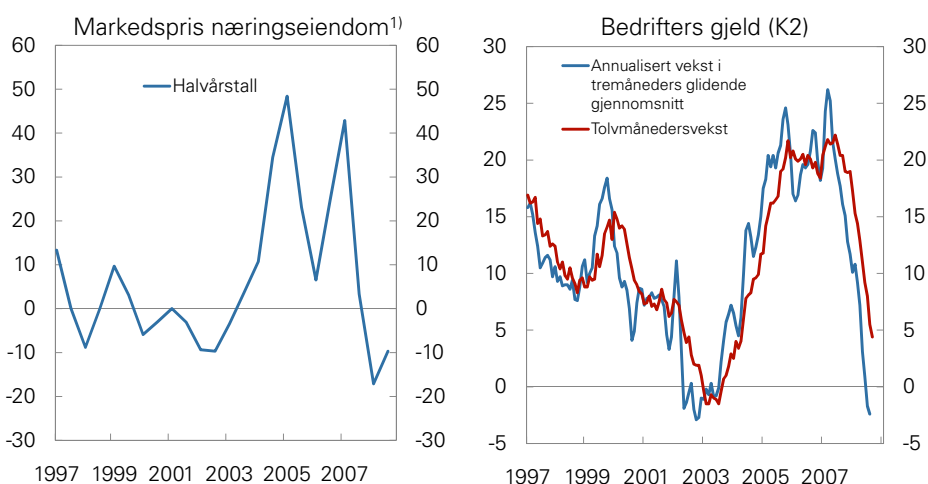 Markedspris næringseiendom1)
60 60
50 50
40 40
30 30
20 20
10 10
0 0
-10 -10
-20 -20
-30 -30
Halvårstall
1997 1999 2001 2003 2005 2007
Bedrifters gjeld (K2)
30 30
25 25
20 20
15 15
10 10
5 5
0 0
-5 -5
Annualisert vekst i
tremåneders glidende
gjennomsnitt
Tolvmånedersvekst
1997 1999 2001 2003 2005 2007